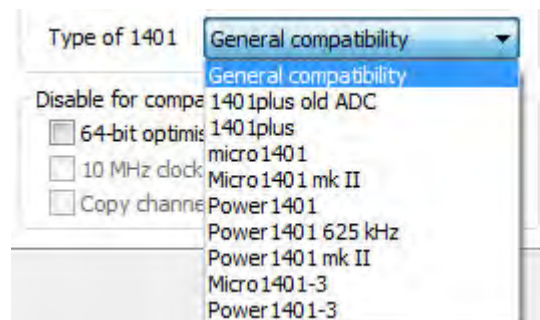 Type of 1401 General compatibility
General compatibility
Disable for compa 1401plus old ADC
64-bit optimis 1401plus
micro1401
10 MHz clock Micro1401 mk II
Copy channe Power1401
Power1401 625 kHz
Power1401 mk II
Micro1401-3
Power1401-3